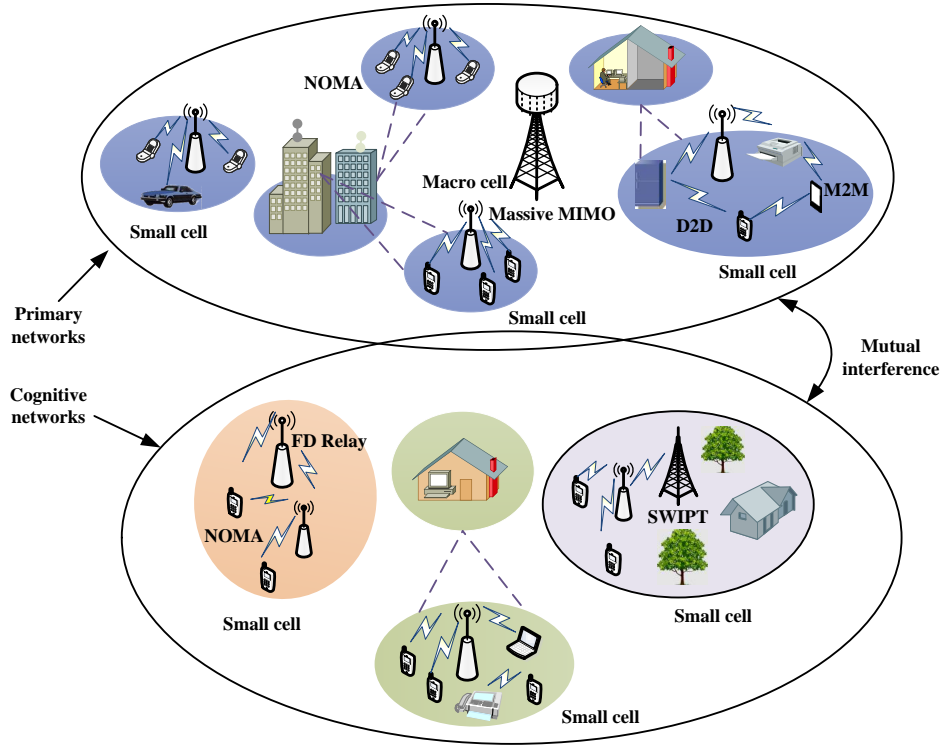 NOMA
Macro cell
Massive MIMO
M2M
D2D
Small cell
Small cell
Small cell
Primary
networks
Mutual
interference
Cognitive
networks
FD Relay
NOMA
SWIPT
Small cell
Small cell
Small cell